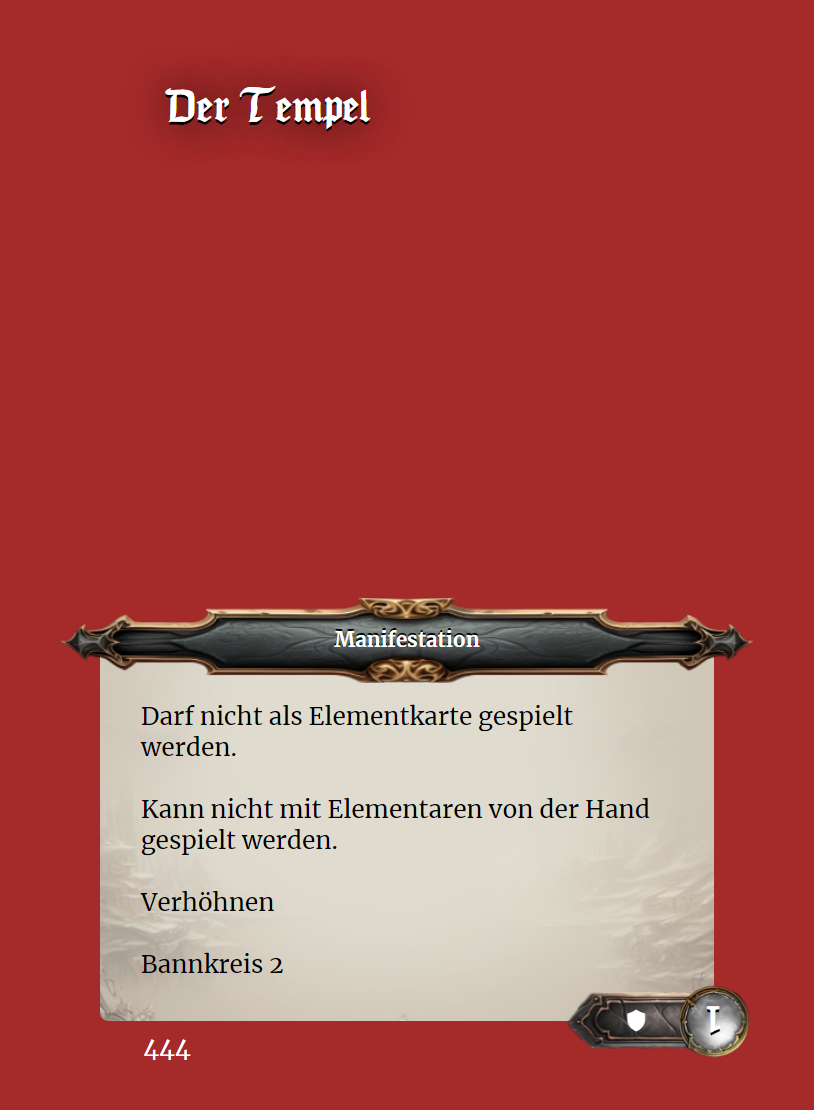 Der Tempel
Manifestation
Darf nicht als Elementkarte gespielt
werden.
Kann nicht mit Elementaren von der Hand
gespielt werden.
Verhöhnen
Bannkreis 2
1
444